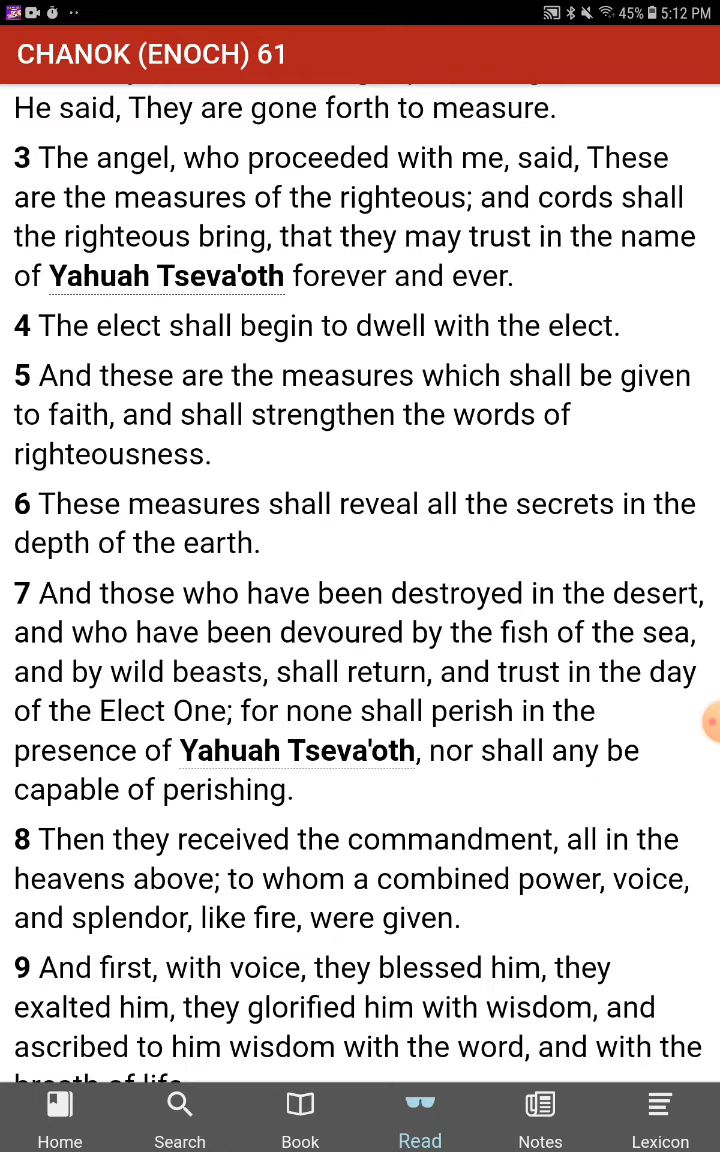 45% 5:12 PM
CHANOK (ENOCH) 61
He said, They are gone forth to measure.
3 The angel, who proceeded with me, said, These
are the measures of the righteous; and cords shall
the righteous bring, that they may trust in the name
of Yahuah Tseva'oth forever and ever.
4 The elect shall begin to dwell with the elect.
5 And these are the measures which shall be given
to faith, and shall strengthen the words of
righteousness.
6 These measures shall reveal all the secrets in the
depth of the earth.
7 And those who have been destroyed in the desert,
and who have been devoured by the fish of the sea,
and by wild beasts, shall return, and trust in the day
of the Elect One; for none shall perish in the
presence of Yahuah Tseva'oth, nor shall any be
capable of perishing.
8 Then they received the commandment, all in the
heavens above; to whom a combined power, voice,
and splendor, like fire, were given.
9 And first, with voice, they blessed him, they
exalted him, they glorified him with wisdom, and
ascribed to him wisdom with the word, and with the
breath of life.
Home Search Book Read Notes Lexicon